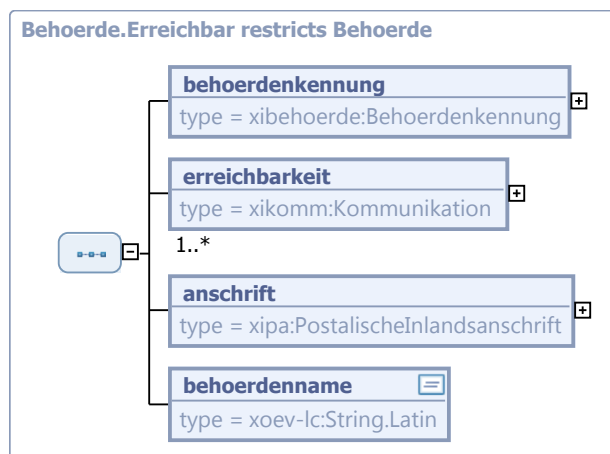 Behoerde.Erreichbar restricts Behoerde
behoerdenkennung
type = xibehoerde:Behoerdenkennung
erreichbarkeit
type = xikomm:Kommunikation
1..*
anschrift
type = xipa:PostalischeInlandsanschrift
behoerdenname
type = xoev-lc:String.Latin